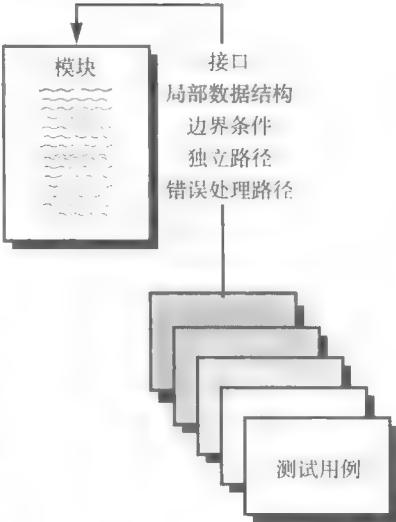 模块
接口
局部数据结构
边界条件
独立路径
错误处理路径
测试用例